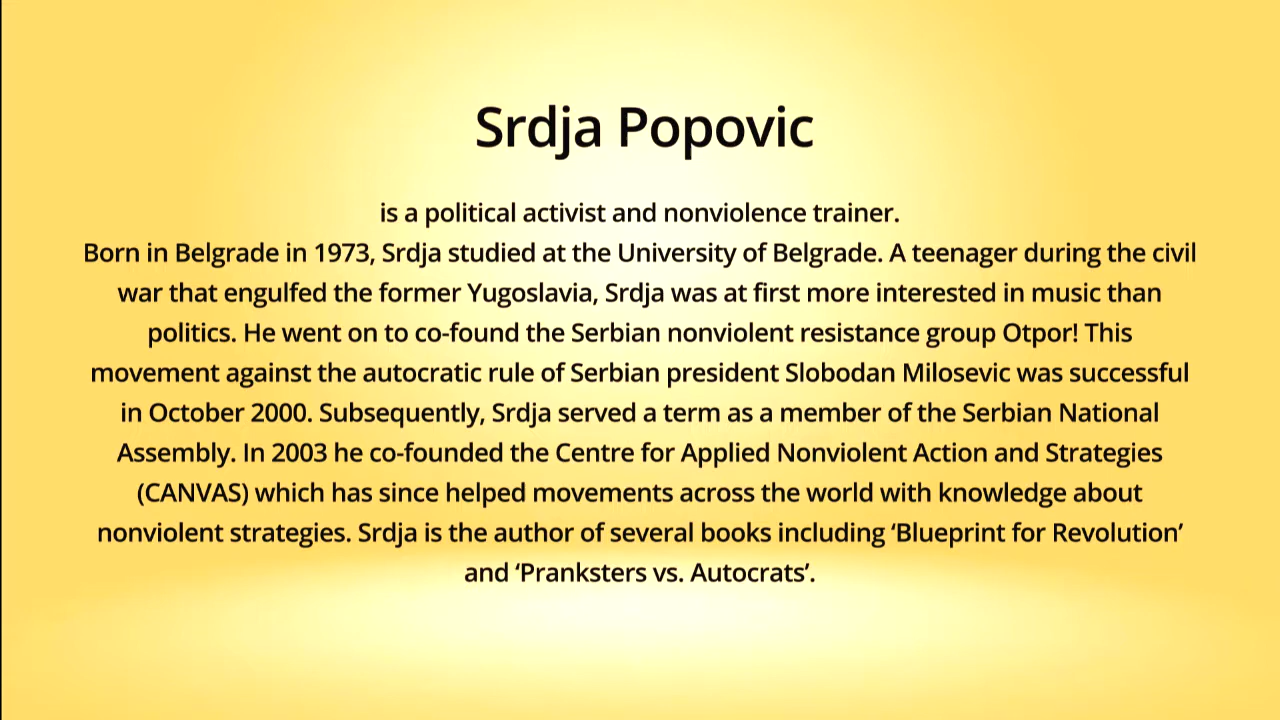 Srdja Popovic
is a political activist and nonviolence trainer.
Born in Belgrade in 1973, Srdja studied at the University of Belgrade. A teenager during the civil
war that engulfed the former Yugoslavia, Srdja was at first more interested in music than
politics. He went on to co-found the Serbian nonviolent resistance group Otpor! This
movement against the autocratic rule of Serbian president Slobodan Milosevic was successful
in October 2000. Subsequently, Srdja served a term as a member of the Serbian National
Assembly. In 2003 he co-founded the Centre for Applied Nonviolent Action and Strategies
(CANVAS) which has since helped movements across the world with knowledge about
nonviolent strategies. Srdja is the author of several books including ‘Blueprint for Revolution’
and ‘Pranksters vs. Autocrats’.